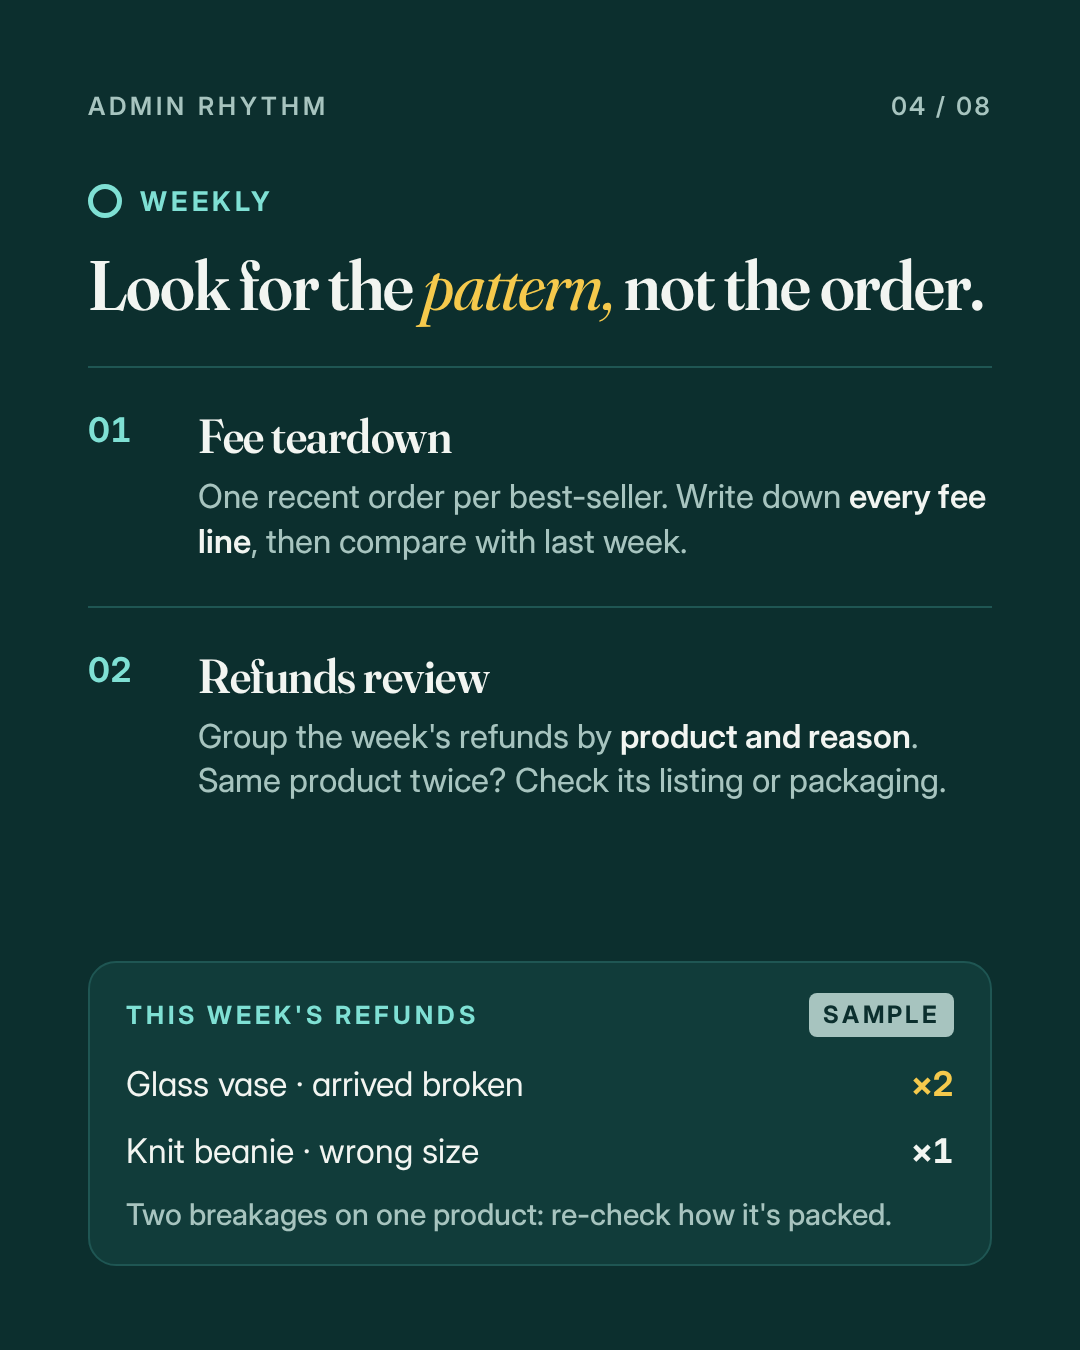 ADMIN RHYTHM
04 / 08
WEEKLY
Look for the pattern, not the order.
01
Fee teardown
One recent order per best-seller. Write down every fee
line, then compare with last week.
02
Refunds review
Group the week's refunds by product and reason.
Same product twice? Check its listing or packaging.
THIS WEEK'S REFUNDS
SAMPLE
Glass vase · arrived broken
×2
Knit beanie · wrong size
×1
Two breakages on one product: re-check how it's packed.